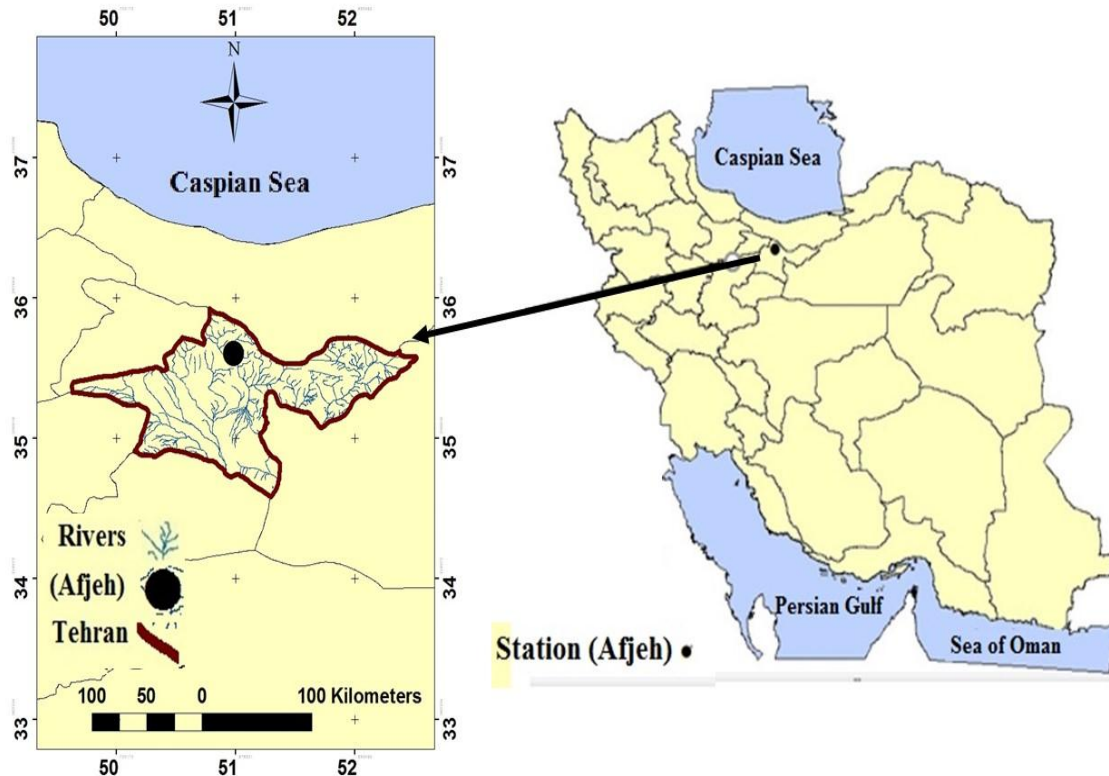 50 51 52
N
Caspian Sea
37 37
36 36
35 35
34 34
33 33
Rivers
(Afjeh)
Tehran
100 50 0 100 Kilometers
50 51 52
Caspian Sea
Persian Gulf
Sea of Oman
Station (Afjeh)